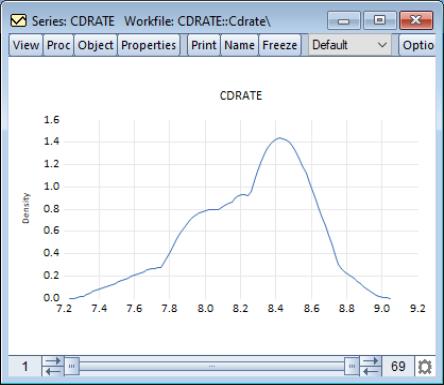 Series: CDRATE Workfile: CDRATE::Cdrate\
View Proc Object Properties Print Name Freeze Default Optio
CDRATE
1.6
1.4
1.2
1.0
0.8
0.6
0.4
0.2
0.0
Density
7.2 7.4 7.6 7.8 8.0 8.2 8.4 8.6 8.8 9.0 9.2
1 69